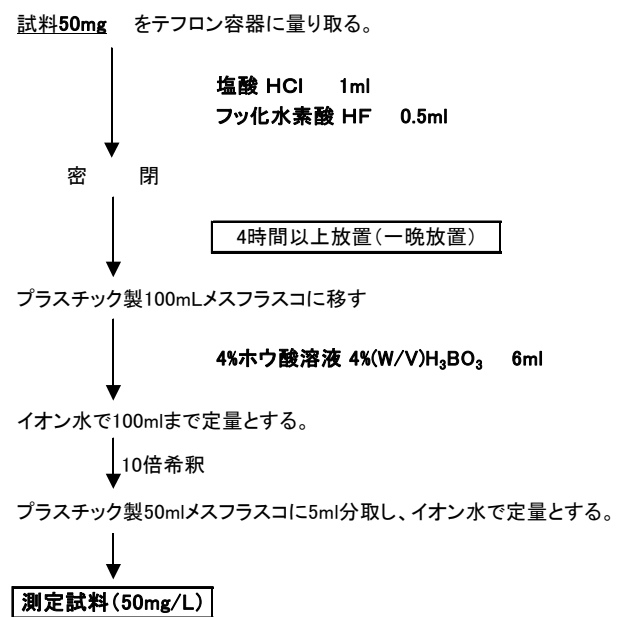 試料50mg をテフロン容器に量り取る。
塩酸 HCl 1ml
フッ化水素酸 HF 0.5ml
密 閉
4時間以上放置(一晩放置)
プラスチック製100mLメスフラスコに移す
4%ホウ酸溶液 4%(W/V)H₃BO₃ 6ml
イオン水で100mlまで定量とする。
10倍希釈
プラスチック製50mlメスフラスコに5ml分取し、イオン水で定量とする。
測定試料(50mg/L)